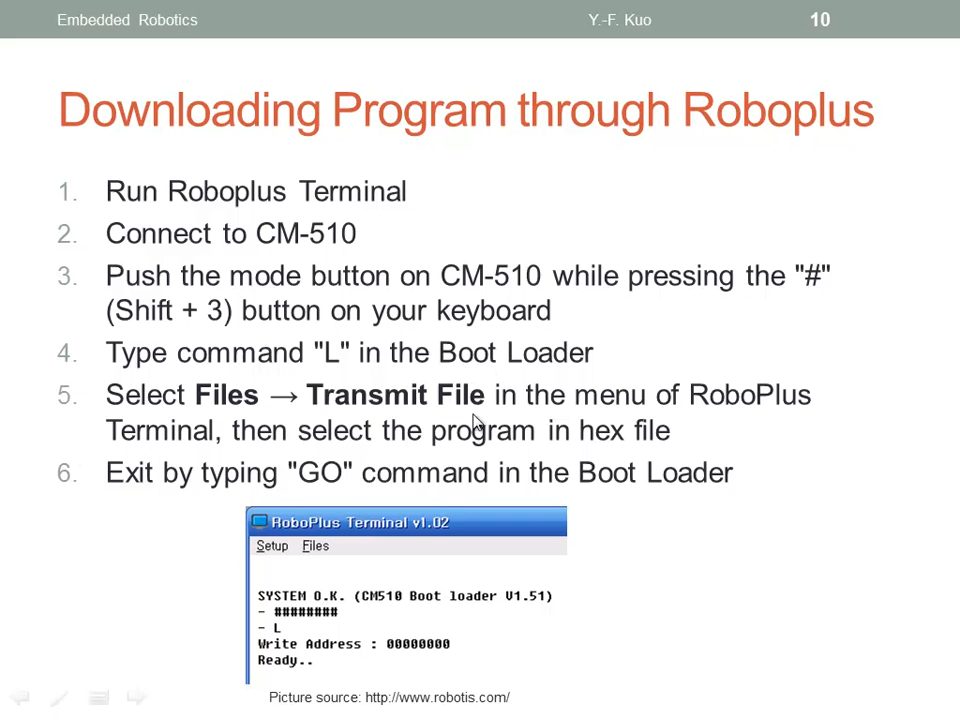 Embedded Robotics Y.-F. Kuo 10
Downloading Program through Roboplus
1. Run Roboplus Terminal
2. Connect to CM-510
3. Push the mode button on CM-510 while pressing the "#"
(Shift + 3) button on your keyboard
4. Type command "L" in the Boot Loader
5. Select Files → Transmit File in the menu of RoboPlus
Terminal, then select the program in hex file
6. Exit by typing "GO" command in the Boot Loader
RoboPlus Terminal v1.02
Setup Files
SYSTEM O.K. (CM510 Boot loader V1.51)
- ########
- L
Write Address : 00000000
Ready..
Picture source: http://www.robotis.com/